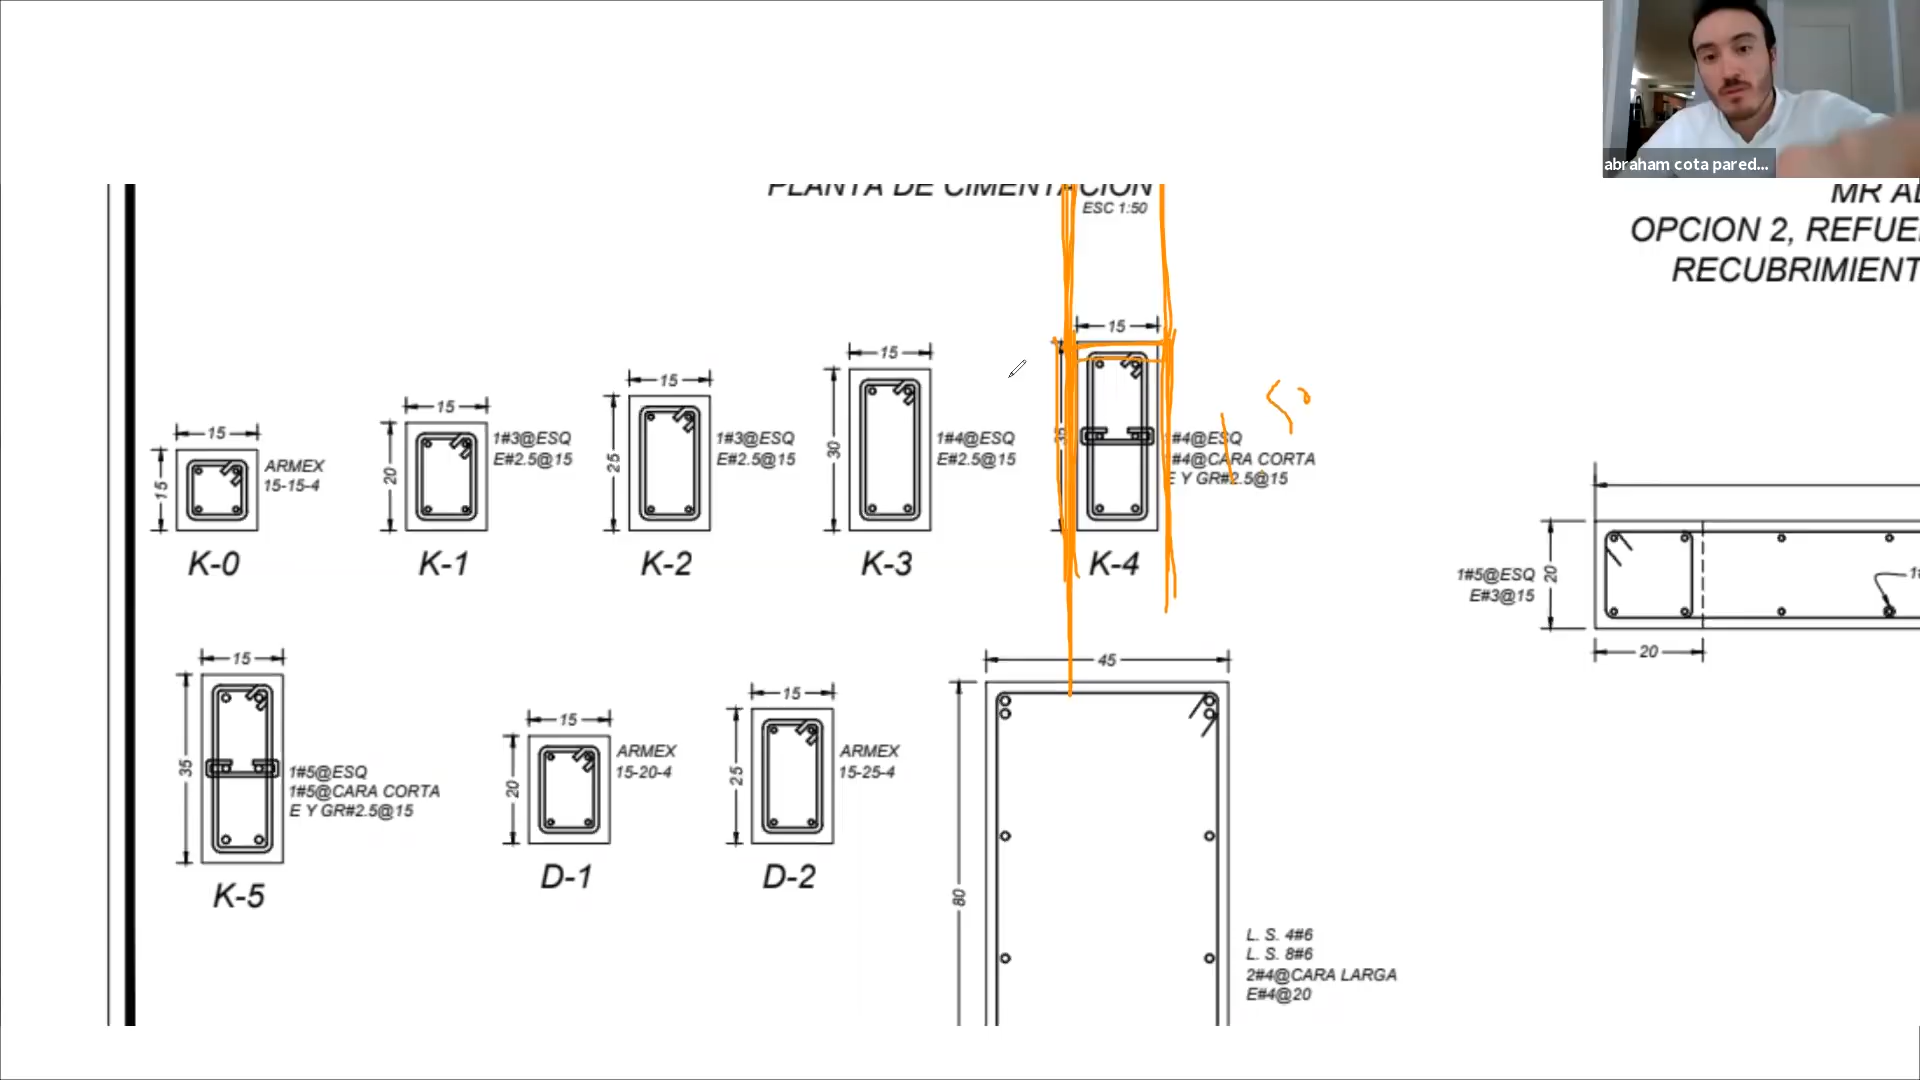 abraham cota pared...
PLANTA DE CIMENTACION
ESC 1:50
MR AL
OPCION 2, REFUE
RECUBRIMIENT
15
15
ARMEX
15-15-4
K-0
15
20
1#3@ESQ
E#2.5@15
K-1
15
25
1#3@ESQ
E#2.5@15
K-2
15
30
1#4@ESQ
E#2.5@15
K-3
15
35
1#4@ESQ
1#4@CARA CORTA
E Y GR#2.5@15
K-4
1#5@ESQ
E#3@15
20
20
15
35
1#5@ESQ
1#5@CARA CORTA
E Y GR#2.5@15
K-5
15
20
ARMEX
15-20-4
D-1
15
25
ARMEX
15-25-4
D-2
45
80
L. S. 4#6
L. S. 8#6
2#4@CARA LARGA
E#4@20